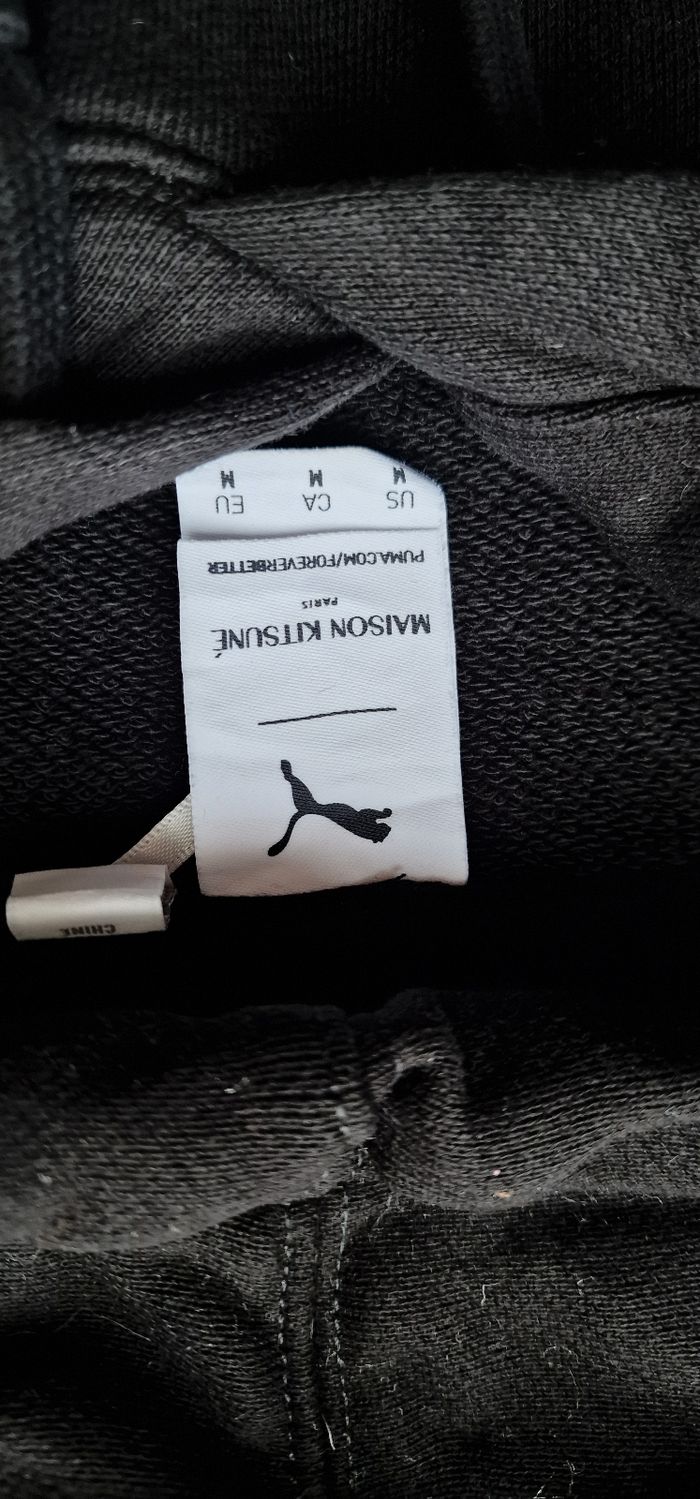 MAISON KITSUNÉ
PARIS
PUMA.COM/FOREVERBETTER
US CA EU
M M M
CHINE